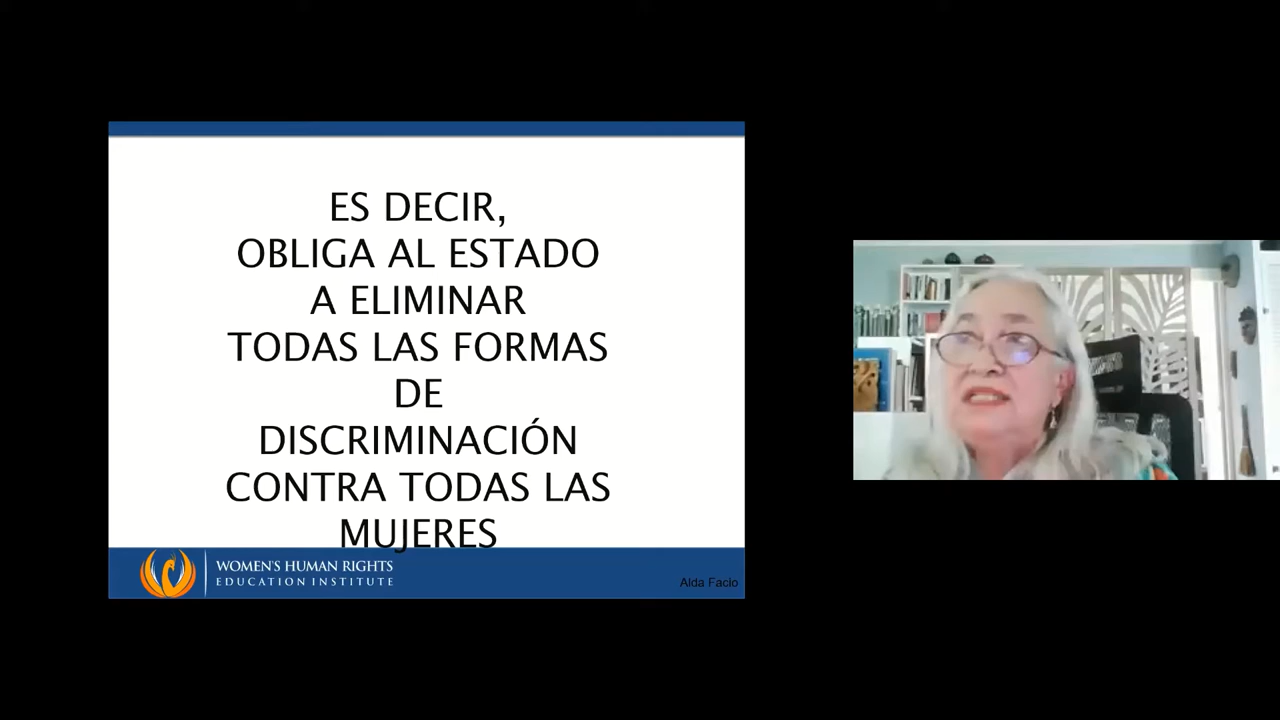 ES DECIR,
OBLIGA AL ESTADO
A ELIMINAR
TODAS LAS FORMAS
DE
DISCRIMINACIÓN
CONTRA TODAS LAS
MUJERES
WOMEN'S HUMAN RIGHTS
EDUCATION INSTITUTE
Alda Facio